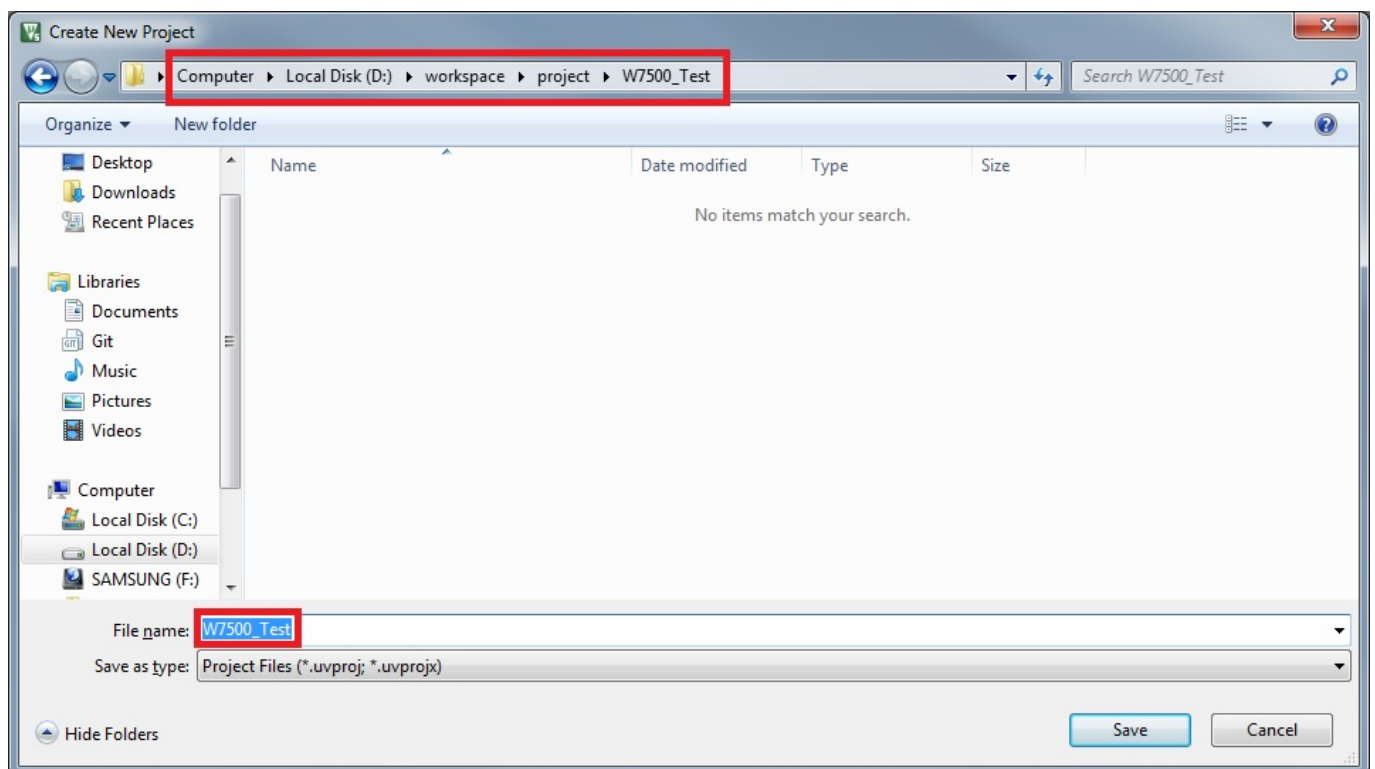 Create New Project
Computer ▸ Local Disk (D:) ▸ workspace ▸ project ▸ W7500_Test
Search W7500_Test
Organize New folder
Name Date modified Type Size
No items match your search.
Desktop
Downloads
Recent Places
Libraries
Documents
Git
Music
Pictures
Videos
Computer
Local Disk (C:)
Local Disk (D:)
SAMSUNG (F:)
File name: W7500_Test
Save as type: Project Files (*.uvproj; *.uvprojx)
Hide Folders
Save Cancel